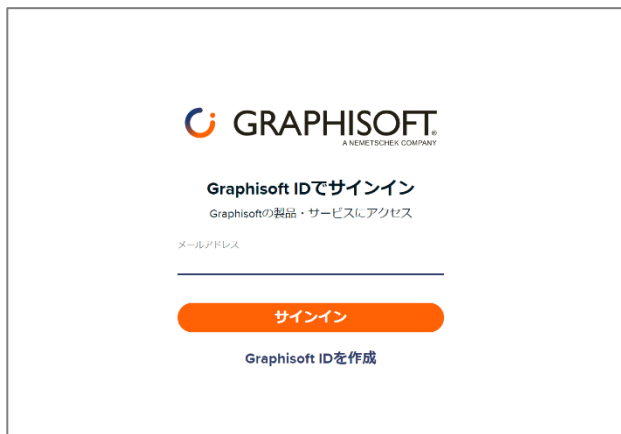 GRAPHISOFT®
A NEMETSCHEK COMPANY
Graphisoft IDでサインイン
Graphisoftの製品・サービスにアクセス
メールアドレス
サインイン
Graphisoft IDを作成